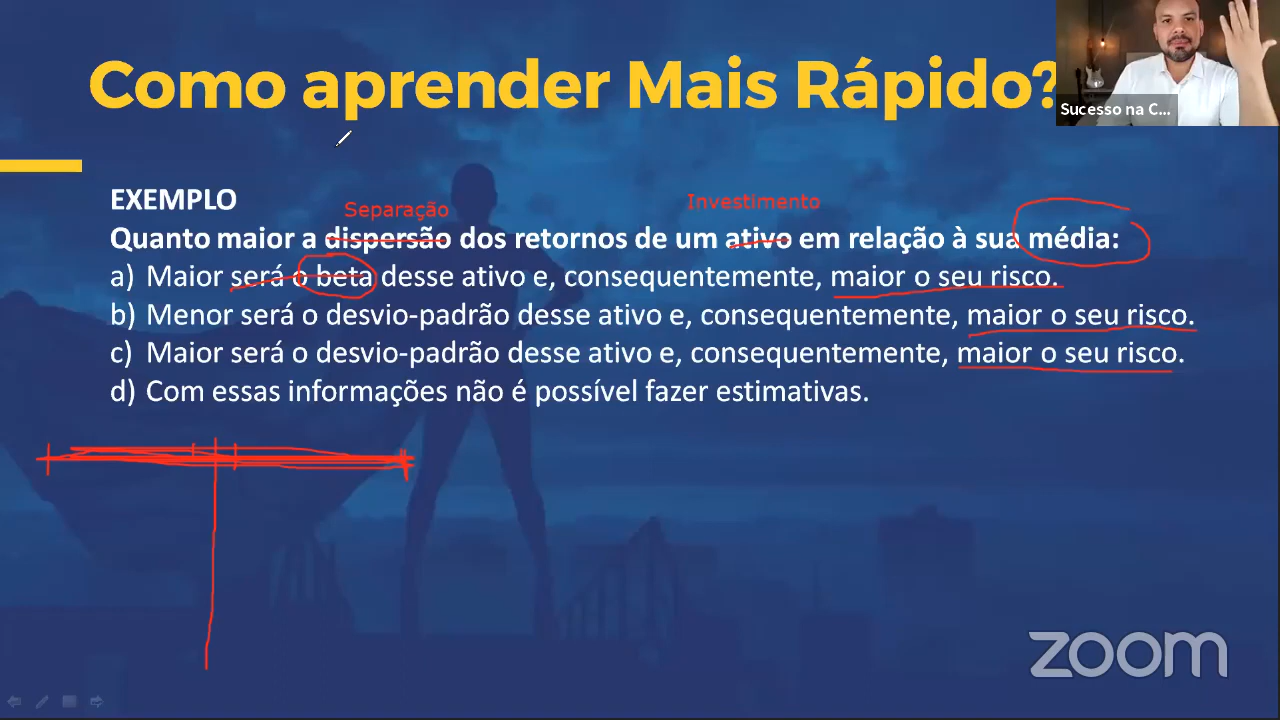 Como aprender Mais Rápido?
Sucesso na C...
EXEMPLO
Separação
Investimento
Quanto maior a dispersão dos retornos de um ativo em relação à sua média:
a) Maior será o beta desse ativo e, consequentemente, maior o seu risco.
b) Menor será o desvio-padrão desse ativo e, consequentemente, maior o seu risco.
c) Maior será o desvio-padrão desse ativo e, consequentemente, maior o seu risco.
d) Com essas informações não é possível fazer estimativas.
zoom